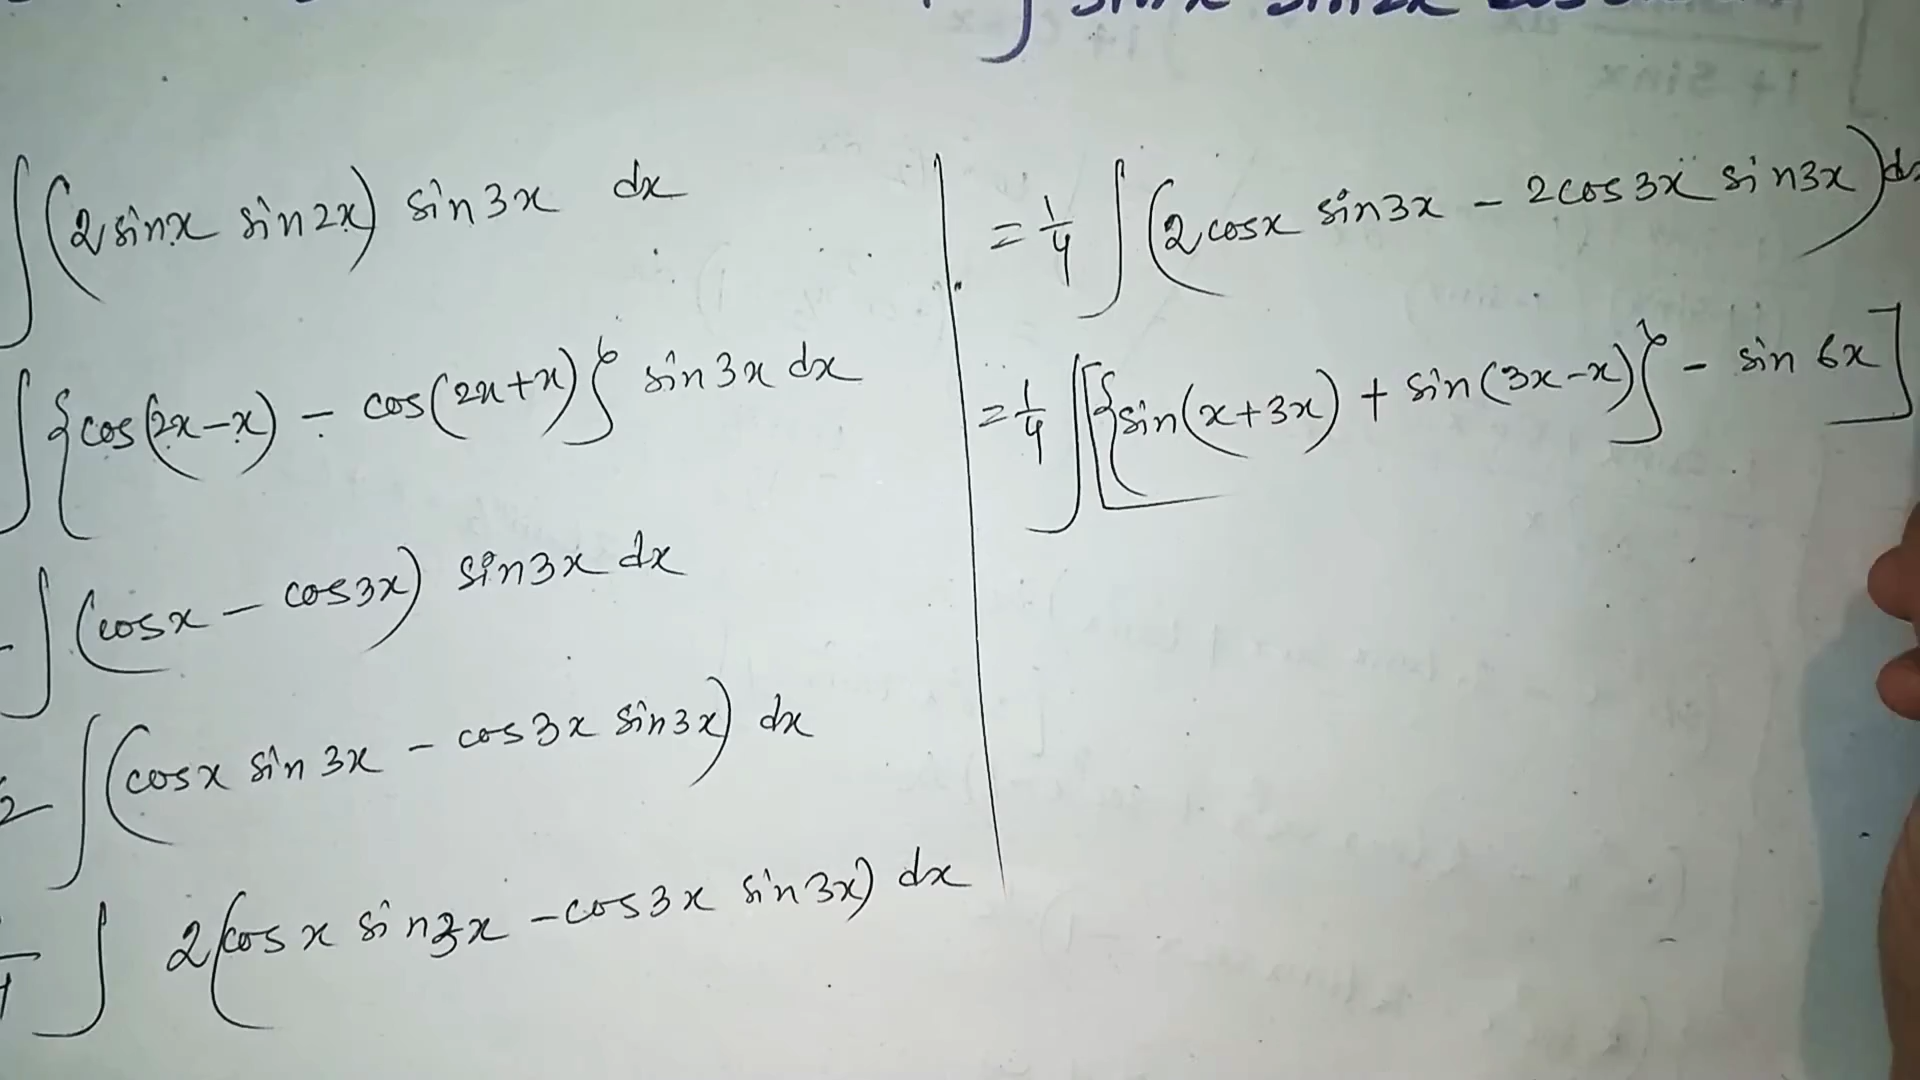 ∫(2sinx sin2x) sin3x dx
∫{cos(2x-x) - cos(2x+x)} sin3x dx
∫(cosx - cos3x) sin3x dx
∫(cosx sin3x - cos3x sin3x) dx
∫ 2(cosx sin3x - cos3x sin3x) dx
= 1/4 ∫(2cosx sin3x - 2cos3x sin3x)dx
= 1/4 ∫[{sin(x+3x) + sin(3x-x)} - sin6x]